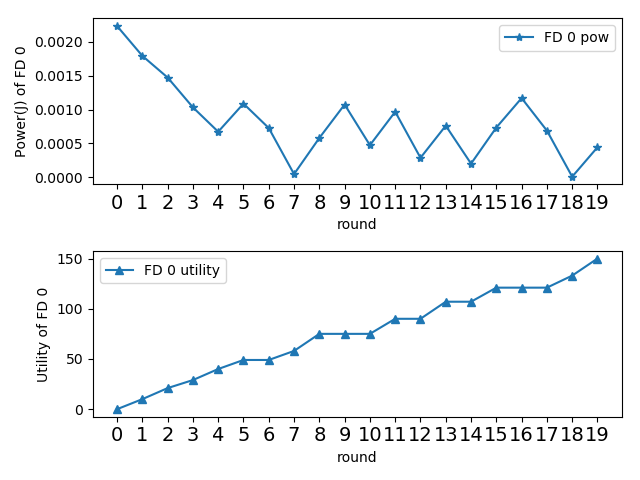 0.0020
0.0015
0.0010
0.0005
0.0000
Power(J) of FD 0
FD 0 pow
0 1 2 3 4 5 6 7 8 9 10 11 12 13 14 15 16 17 18 19
round
150
100
50
0
Utility of FD 0
FD 0 utility
0 1 2 3 4 5 6 7 8 9 10 11 12 13 14 15 16 17 18 19
round